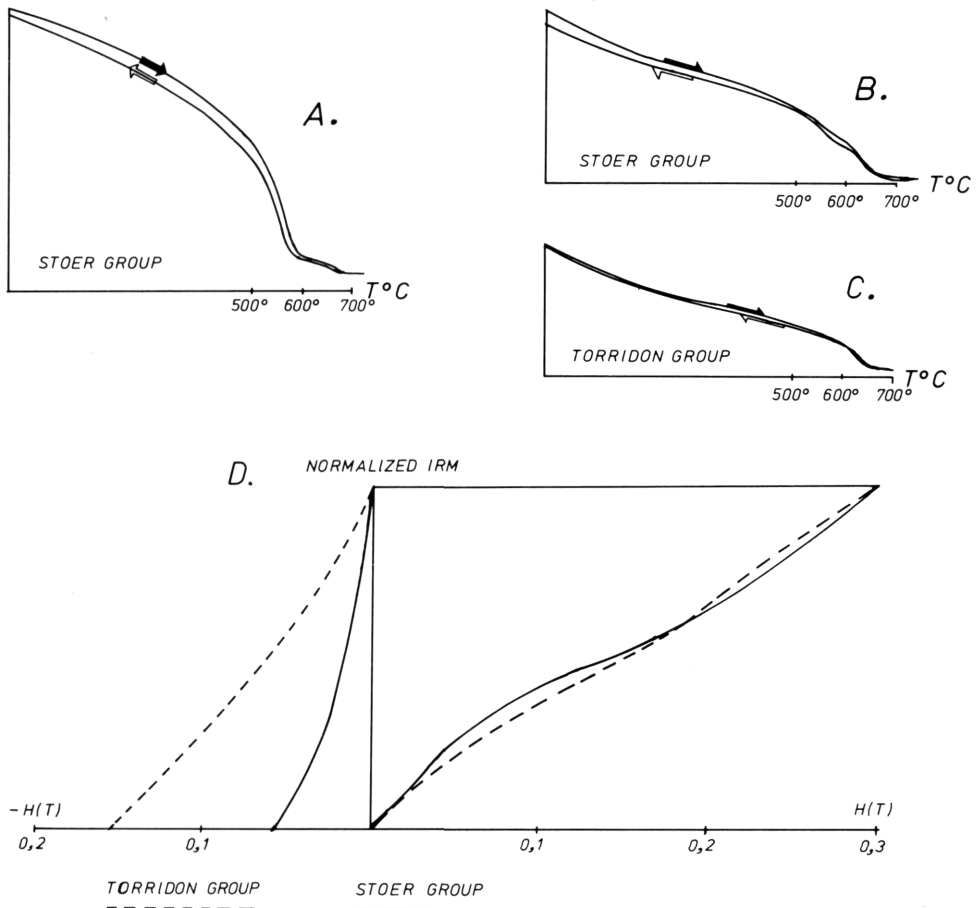 A.
STOER GROUP
500° 600° 700° T°C
B.
STOER GROUP
500° 600° 700° T°C
C.
TORRIDON GROUP
500° 600° 700° T°C
D.
NORMALIZED IRM
-H(T)
H(T)
0,2 0,1 0,1 0,2 0,3
TORRIDON GROUP
STOER GROUP